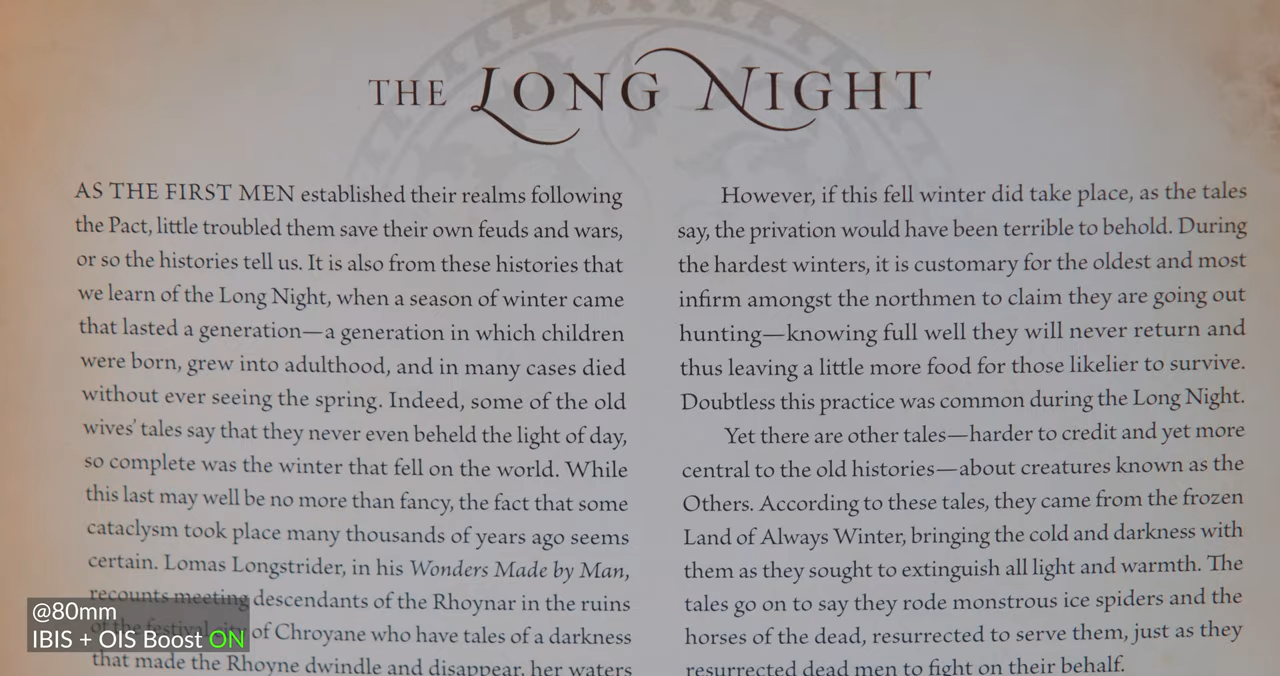 THE LONG NIGHT
AS THE FIRST MEN established their realms following
the Pact, little troubled them save their own feuds and wars,
or so the histories tell us. It is also from these histories that
we learn of the Long Night, when a season of winter came
that lasted a generation—a generation in which children
were born, grew into adulthood, and in many cases died
without ever seeing the spring. Indeed, some of the old
wives' tales say that they never even beheld the light of day,
so complete was the winter that fell on the world. While
this last may well be no more than fancy, the fact that some
cataclysm took place many thousands of years ago seems
certain. Lomas Longstrider, in his Wonders Made by Man,
recounts meeting descendants of the Rhoynar in the ruins
of the festival city of Chroyane who have tales of a darkness
that made the Rhoyne dwindle and disappear, her waters
However, if this fell winter did take place, as the tales
say, the privation would have been terrible to behold. During
the hardest winters, it is customary for the oldest and most
infirm amongst the northmen to claim they are going out
hunting—knowing full well they will never return and
thus leaving a little more food for those likelier to survive.
Doubtless this practice was common during the Long Night.
Yet there are other tales—harder to credit and yet more
central to the old histories—about creatures known as the
Others. According to these tales, they came from the frozen
Land of Always Winter, bringing the cold and darkness with
them as they sought to extinguish all light and warmth. The
tales go on to say they rode monstrous ice spiders and the
horses of the dead, resurrected to serve them, just as they
resurrected dead men to fight on their behalf.
@80mm
IBIS + OIS Boost ON